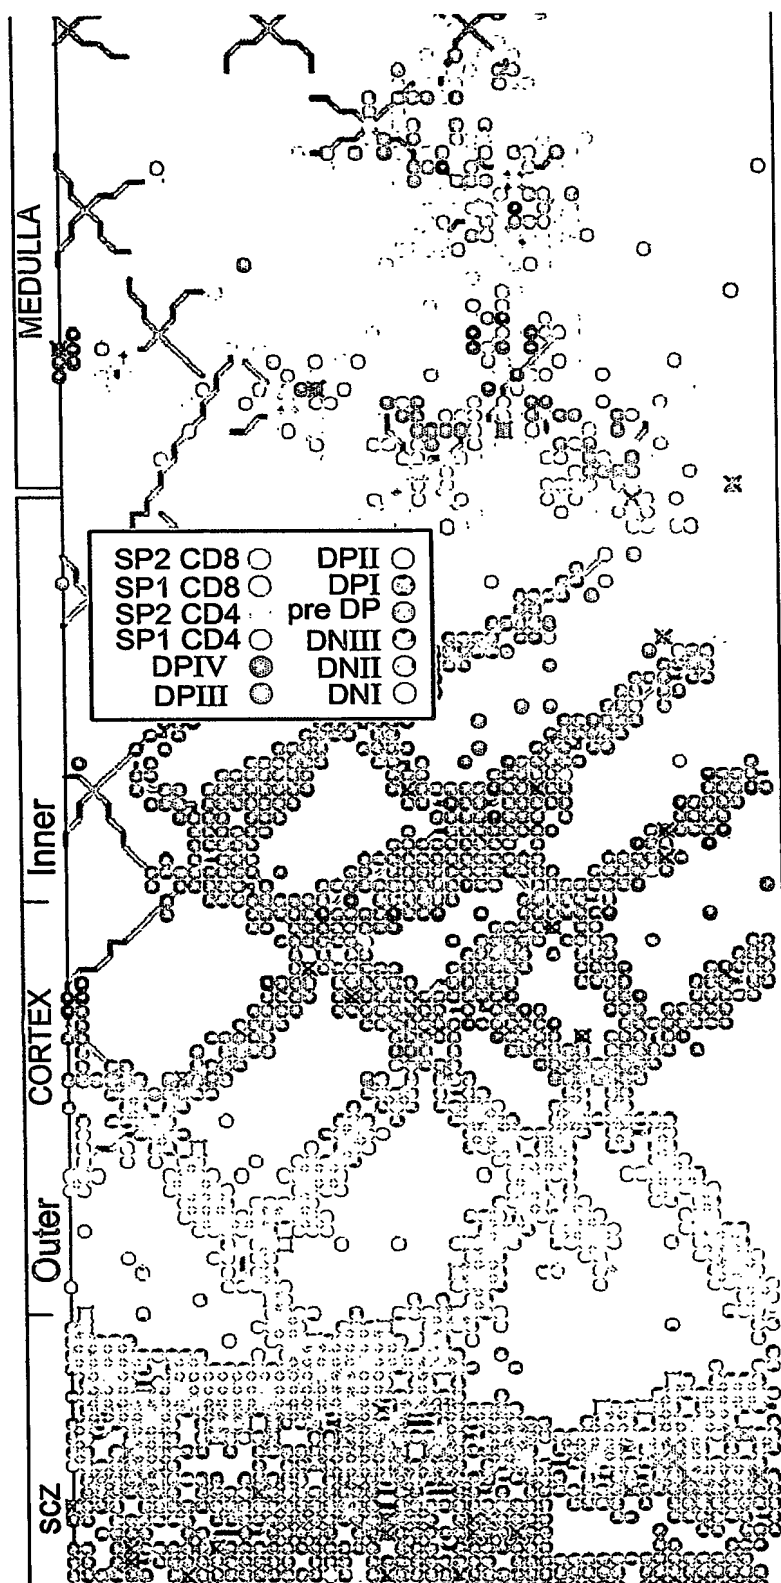 MEDULLA
SP2 CD8
SP1 CD8
SP2 CD4
SP1 CD4
DPIV
DPIII
DPII
DPI
pre DP
DNIII
DNII
DNI
Inner
CORTEX
Outer
SCZ